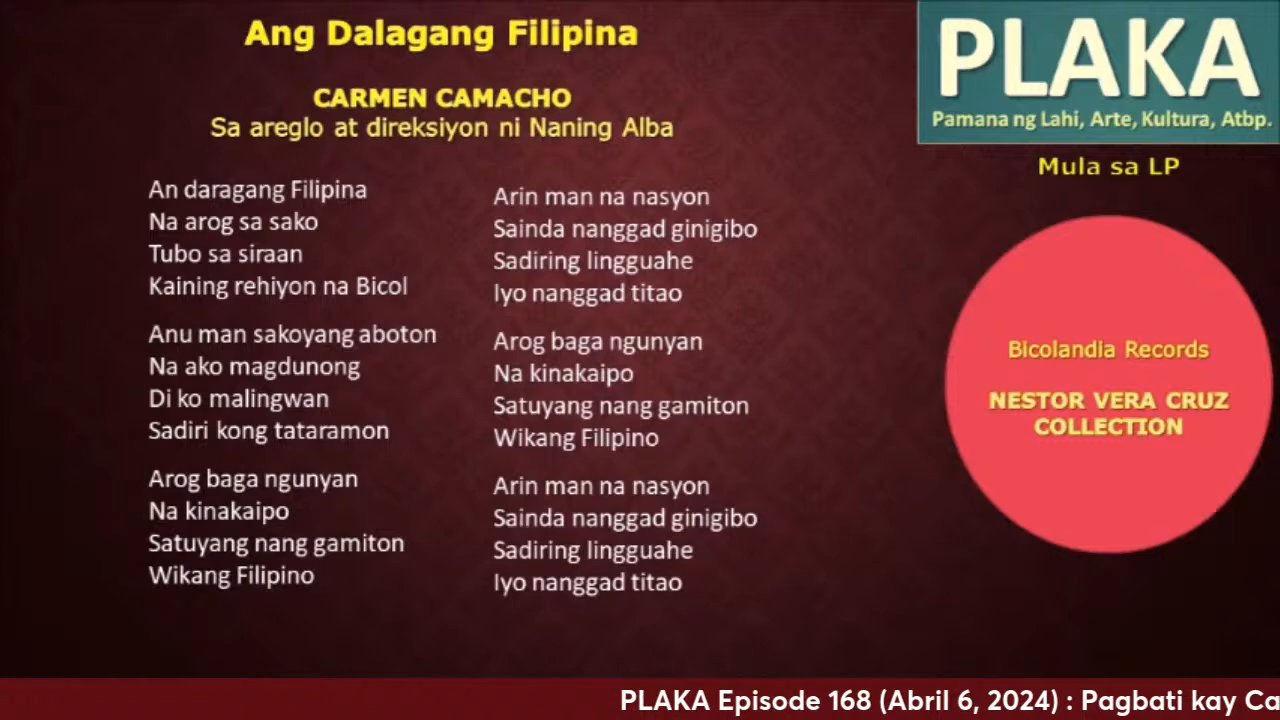 Ang Dalagang Filipina
CARMEN CAMACHO
Sa areglo at direksiyon ni Naning Alba
An daragang Filipina
Na arog sa sako
Tubo sa siraan
Kaining rehiyon na Bicol
Anu man sakoyang aboton
Na ako magdunong
Di ko malingwan
Sadiri kong tataramon
Arog baga ngunyan
Na kinakaipo
Satuyang nang gamiton
Wikang Filipino
Arin man na nasyon
Sainda nanggad ginigibo
Sadiring lingguahe
Iyo nanggad titao
Arog baga ngunyan
Na kinakaipo
Satuyang nang gamiton
Wikang Filipino
Arin man na nasyon
Sainda nanggad ginigibo
Sadiring lingguahe
Iyo nanggad titao
PLAKA
Pamana ng Lahi, Arte, Kultura, Atbp.
Mula sa LP
Bicolandia Records
NESTOR VERA CRUZ
COLLECTION
PLAKA Episode 168 (Abril 6, 2024) : Pagbati kay Ca